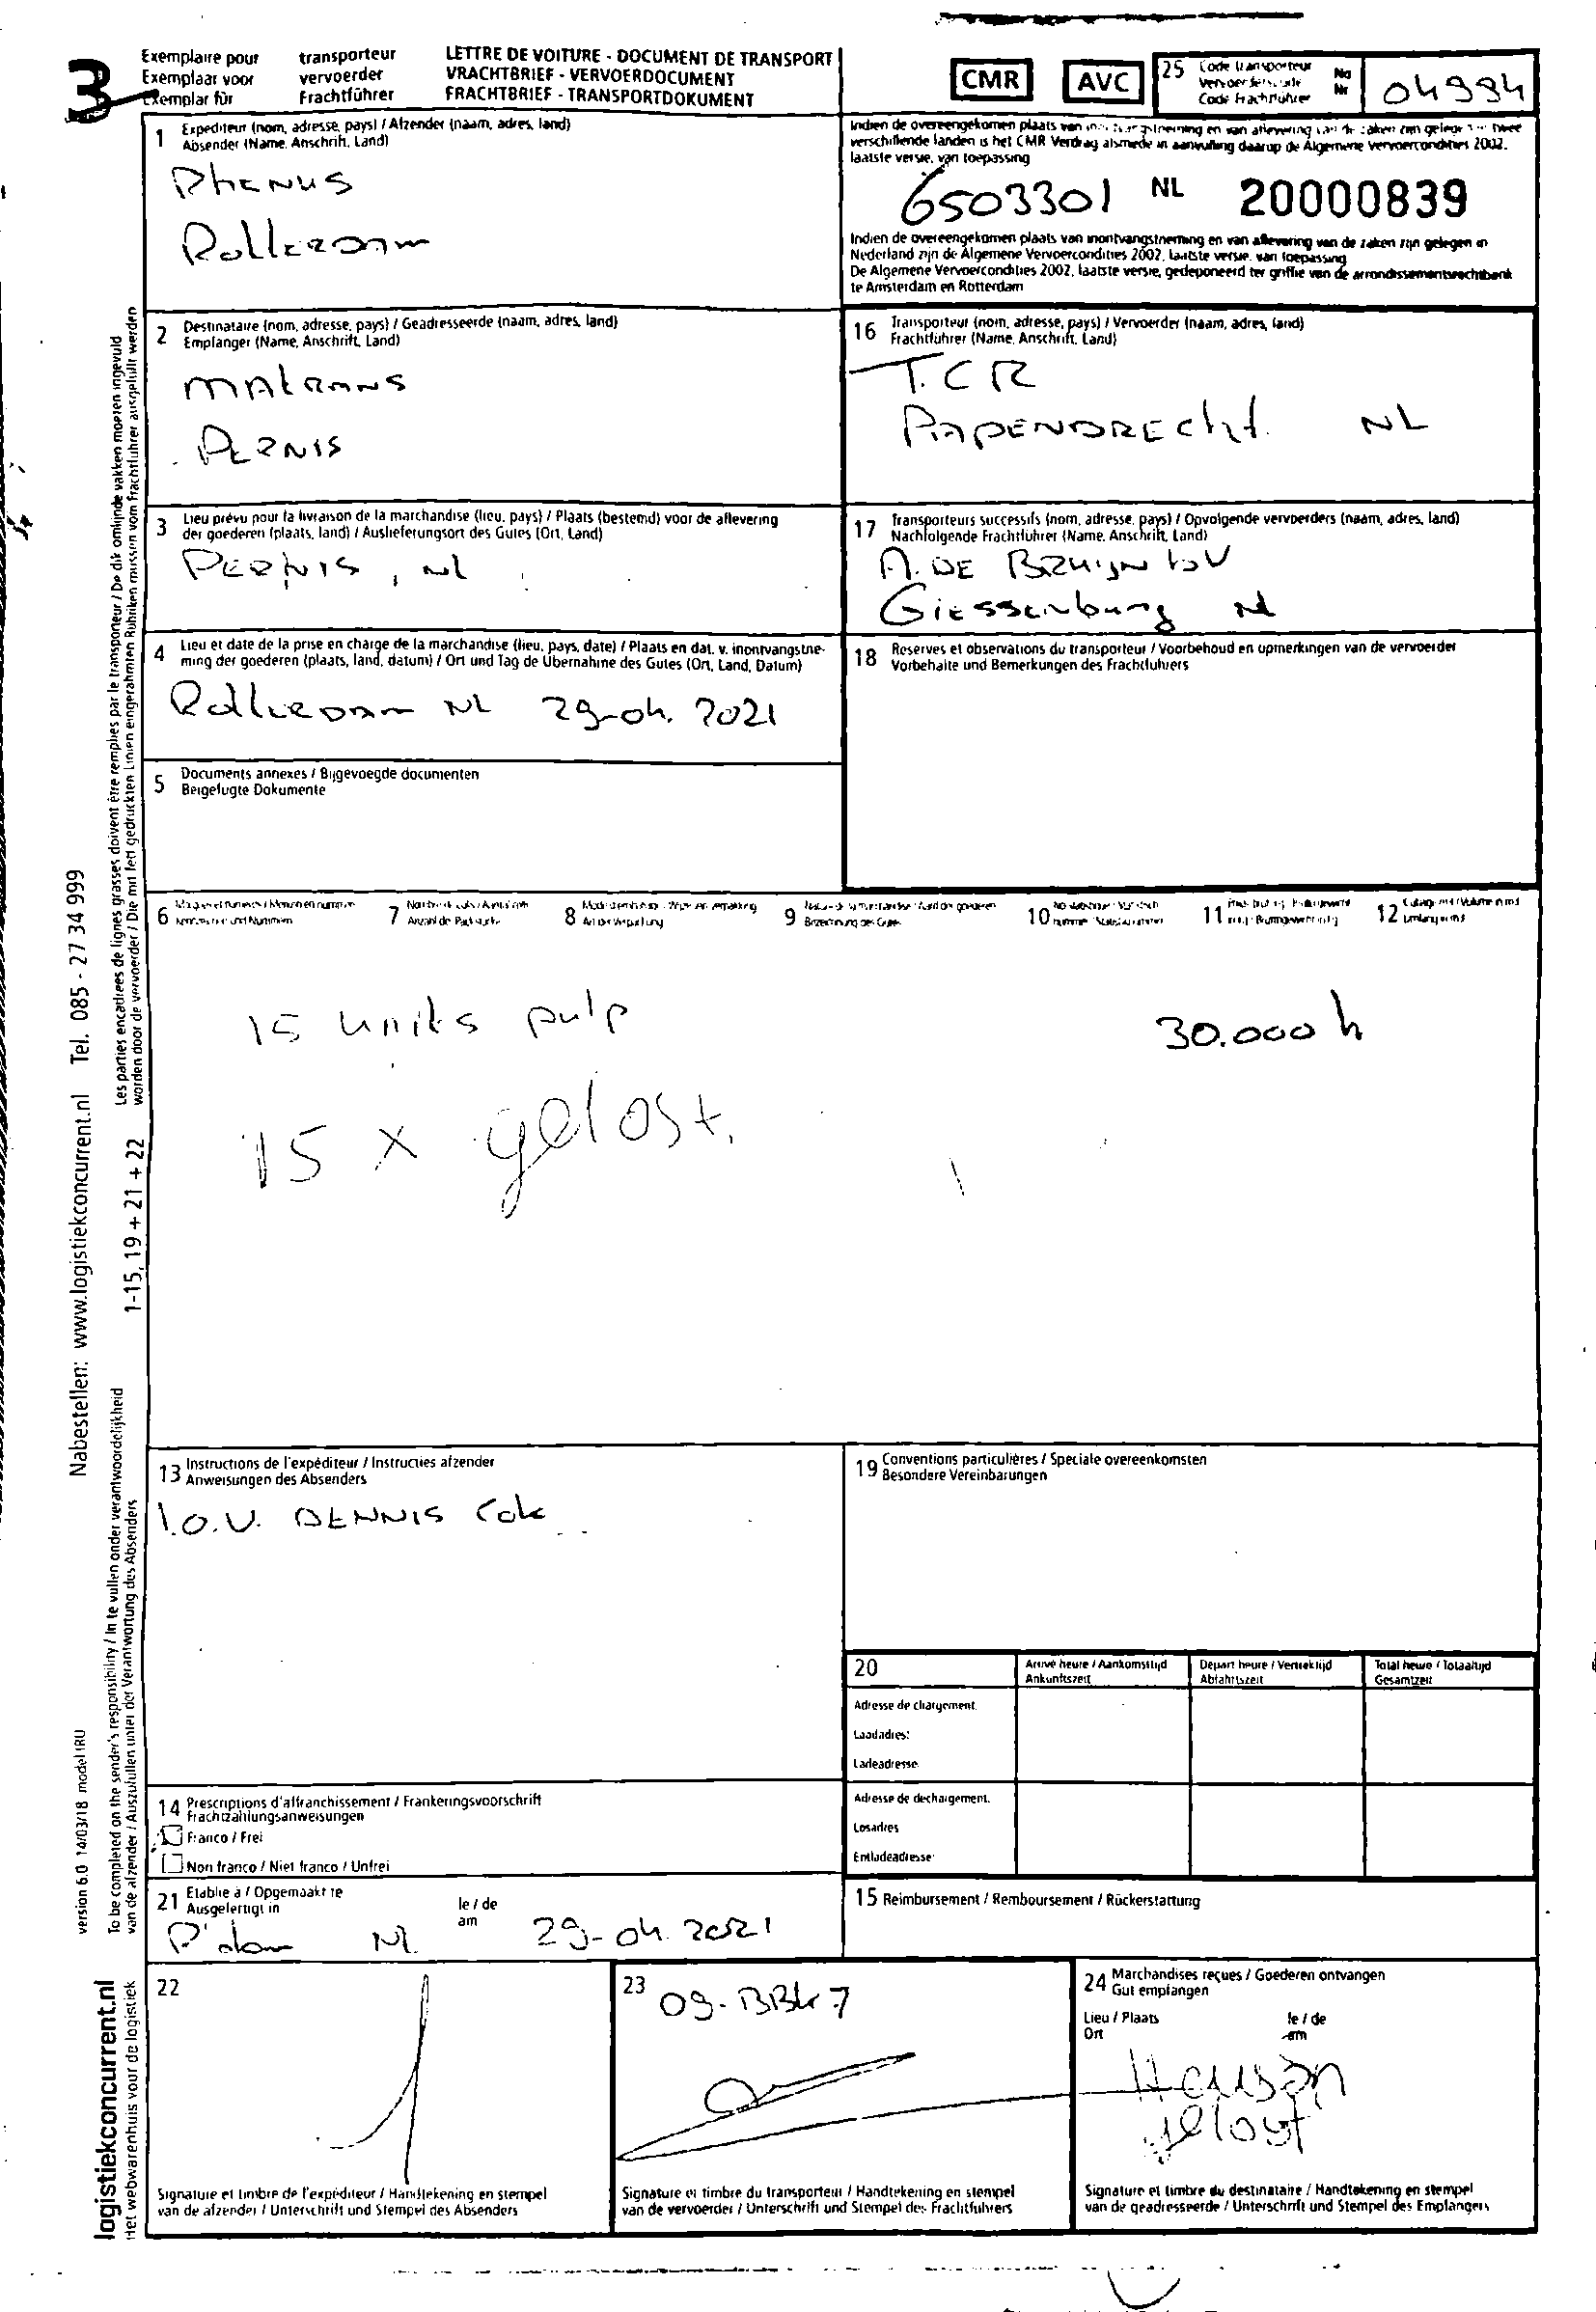 3
Exemplaire pour transporteur
Exemplaar voor vervoerder
Exemplar für Frachtführer
LETTRE DE VOITURE - DOCUMENT DE TRANSPORT
VRACHTBRIEF - VERVOERDOCUMENT
FRACHTBRIEF - TRANSPORTDOKUMENT
CMR AVC
25 Code transporteur
Code Frachtführer
No
Nr
04994
1 Expediteur (nom, adresse, pays) / Afzender (naam, adres, land)
Absender (Name, Anschrift, Land)
Rhenus
Rotterdam
Indien de overeengekomen plaats van inontvangstneming en van aflevering van de zaken zijn gelegen in twee
verschillende landen is het CMR Verdrag alsmede in aanvulling daarop de Algemene Vervoercondities 2002,
laatste versie, van toepassing
6503301 NL 20000839
Indien de overeengekomen plaats van inontvangstneming en van aflevering van de zaken zijn gelegen in
Nederland zijn de Algemene Vervoercondities 2002, laatste versie, van toepassing
De Algemene Vervoercondities 2002, laatste versie, gedeponeerd ter griffie van de arrondissementsrechtbank
te Amsterdam en Rotterdam
2 Destinataire (nom, adresse, pays) / Geadresseerde (naam, adres, land)
Empfanger (Name, Anschrift, Land)
Matrans
Pernis
16 Transporteur (nom, adresse, pays) / Vervoerder (naam, adres, land)
Frachtführer (Name, Anschrift, Land)
T.C R
PAPENDRECHT. NL
3 Lieu prévu pour la livraison de la marchandise (lieu, pays) / Plaats (bestemd) voor de aflevering
der goederen (plaats, land) / Auslieferungsort des Gutes (Ort, Land)
PERNIS, NL
17 Transporteurs successifs (nom, adresse, pays) / Opvolgende vervoerders (naam, adres, land)
Nachfolgende Frachtführer (Name, Anschrift, Land)
A. DE BRUIJN BV
Giessenburg NL
4 Lieu et date de la prise en charge de la marchandise (lieu, pays, date) / Plaats en dat. v. inontvangstne-
ming der goederen (plaats, land, datum) / Ort und Tag de Ubernahme des Gutes (Ort, Land, Datum)
Rotterdam NL 29-04. 2021
18 Reserves et observations du transporteur / Voorbehoud en opmerkingen van de vervoerder
Vorbehalte und Bemerkungen des Frachtfuhrers
5 Documents annexes / Bijgevoegde documenten
Beigefugte Dokumente
6 7 8 9 10 11 12
15 units pulp 30.000 k
15 x gelost.
13 Instructions de l'expéditeur / Instructies afzender
Anweisungen des Absenders
I.O.V. DENNIS Cok
19 Conventions particulières / Speciale overeenkomsten
Besondere Vereinbarungen
20
Arrivé heure / Aankomsttijd
Ankunftszeit
Depart heure / Vertrektijd
Abfahrtszeit
Total heure / Totaaltijd
Gesamtzeit
Adresse de chargement.
Laadadres:
Ladeadresse
Adresse de dechargement.
Losadres
Entladeadresse
14 Prescriptions d'affranchissement / Frankeringsvoorschrift
Frachtzahlungsanweisungen
Franco / Frei
Non franco / Niet franco / Unfrei
21 Etablie à / Opgemaakt te
Ausgefertigt in
le / de
am
R'dam NL 29-04. 2021
15 Reimbursement / Remboursement / Rückerstattung
22
Signature et timbre de l'expéditeur / Handtekening en stempel
van de afzender / Unterschrift und Stempel des Absenders
23 09-BBK-7
Signature et timbre du transporteur / Handtekening en stempel
van de vervoerder / Unterschrift und Stempel des Frachtfuhrers
24 Marchandises reçues / Goederen ontvangen
Gut empfangen
Lieu / Plaats
Ort
le / de
am
gelost
Signature et timbre du destinataire / Handtekening en stempel
van de geadresseerde / Unterschrift und Stempel des Empfangers
Nabestellen: www.logistiekconcurrent.nl Tel. 085 - 27 34 999
Les parties encadrees de lignes grasses doivent être remplies par le transporteur / De dik omlijnde vakken moeten ingevuld
worden door de vervoerder / Die mit fett gedruckten Linien eingerahmten Rubriken mussen vom Frachtfuhrer ausgefullt werden
1-15, 19 + 21 + 22
To be completed on the sender's responsibility / In te vullen onder verantwoordelijkheid
van de afzender / Auszufullen unter der Verantwortung des Absenders
version 6.0 14/03/18 model IRU
logistiekconcurrent.nl
Het webwarenhuis voor de logistiek